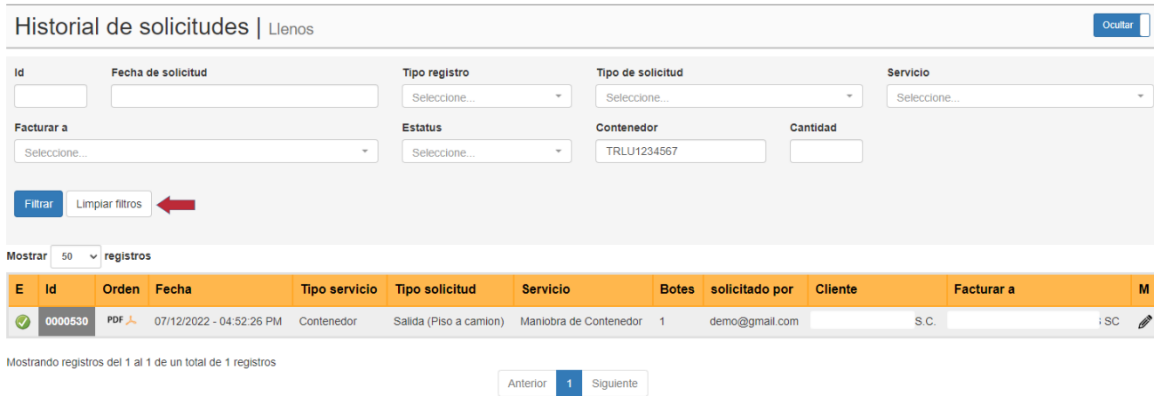 Historial de solicitudes | Llenos
Ocultar
Id Fecha de solicitud Tipo registro Tipo de solicitud Servicio
Seleccione... Seleccione... Seleccione...
Facturar a Estatus Contenedor Cantidad
Seleccione... Seleccione... TRLU1234567
Filtrar Limpiar filtros
Mostrar 50 registros
E Id Orden Fecha Tipo servicio Tipo solicitud Servicio Botes solicitado por Cliente Facturar a M
0000530 PDF 07/12/2022 - 04:52:26 PM Contenedor Salida (Piso a camion) Maniobra de Contenedor 1 demo@gmail.com S.C. SC
Mostrando registros del 1 al 1 de un total de 1 registros
Anterior 1 Siguiente